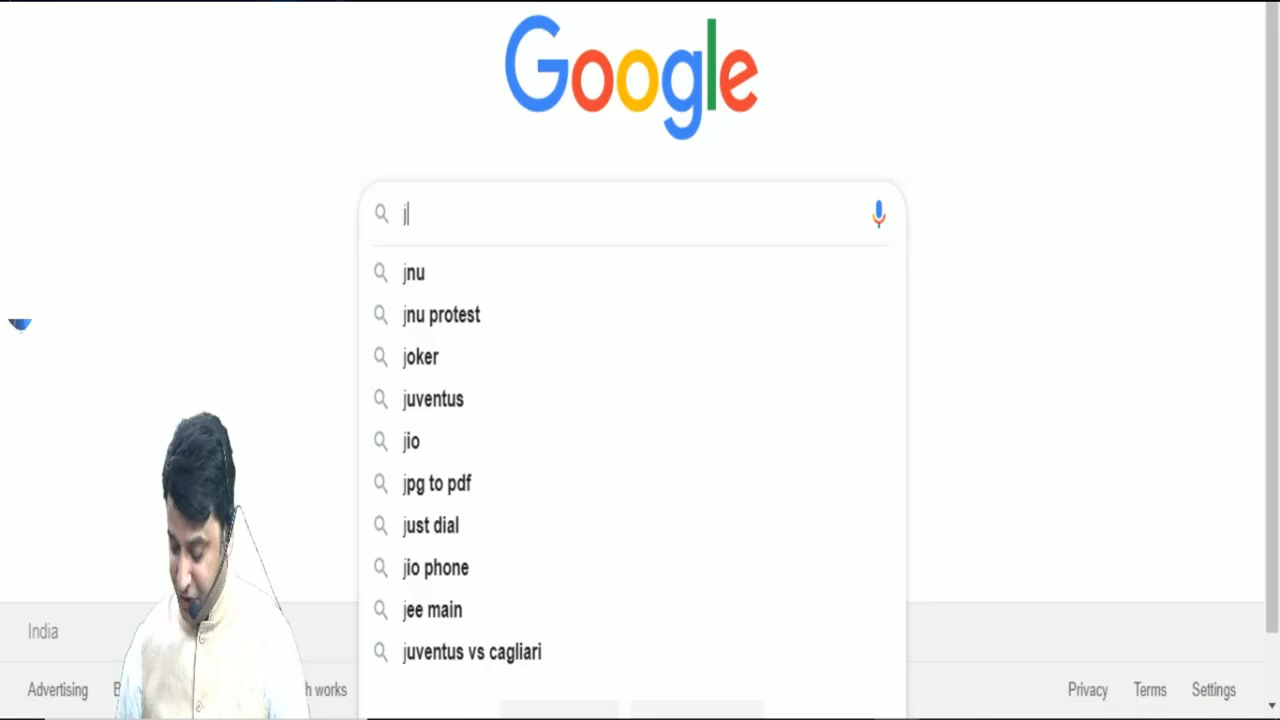 Google
j
jnu
jnu protest
joker
juventus
jio
jpg to pdf
just dial
jio phone
jee main
juventus vs cagliari
India
Advertising B h works Privacy Terms Settings